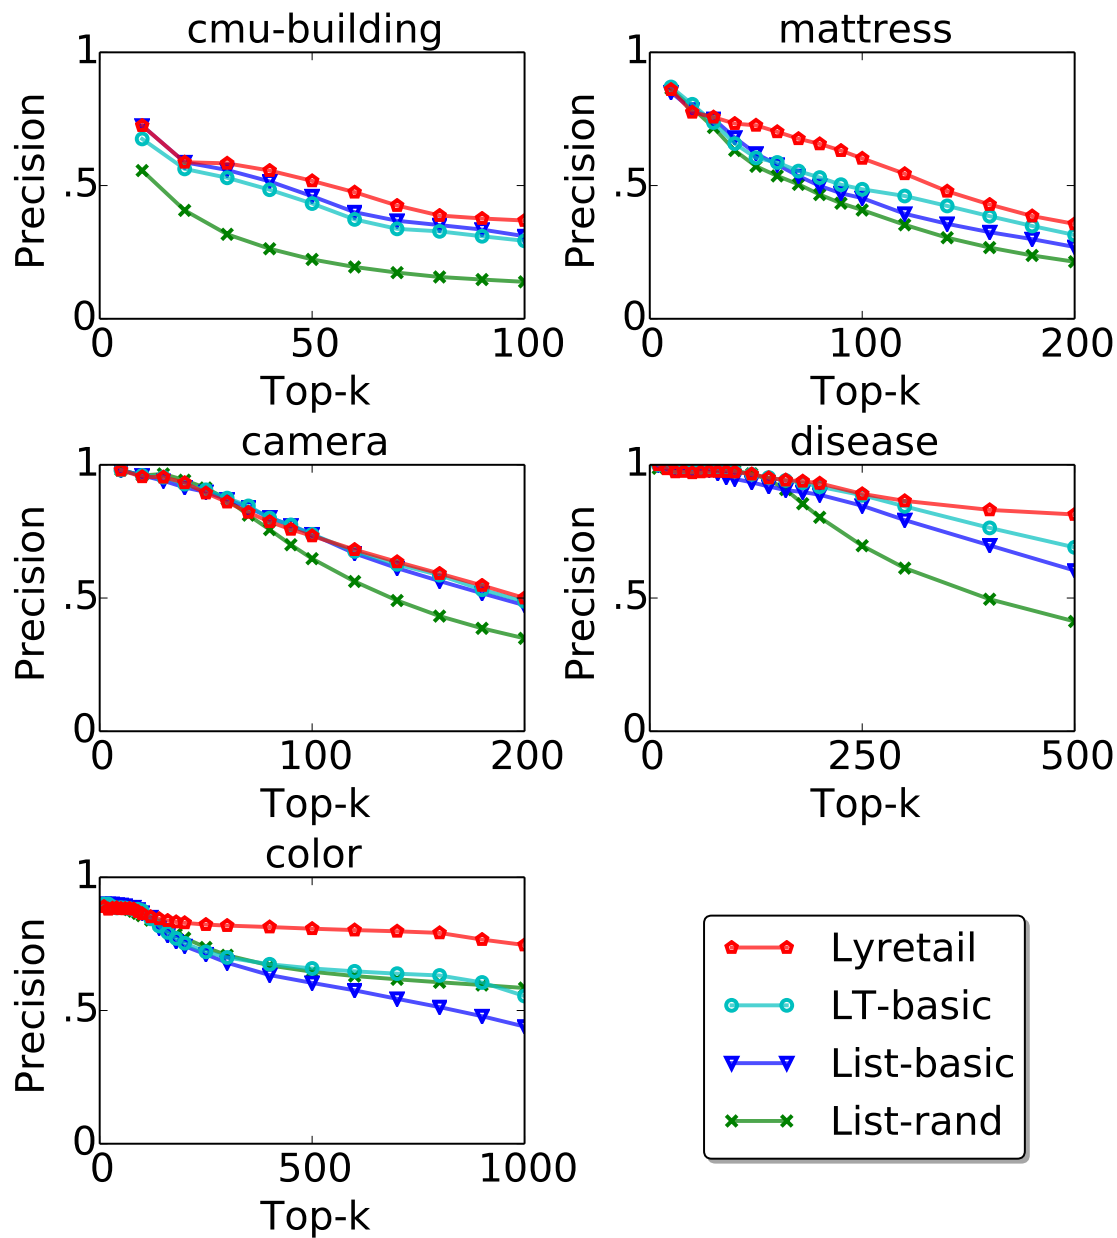 cmu-building
1
.5
0
Precision
0
50
100
Top-k
mattress
1
.5
0
Precision
0
100
200
Top-k
camera
1
.5
0
Precision
0
100
200
Top-k
disease
1
.5
0
Precision
0
250
500
Top-k
color
1
.5
0
Precision
0
500
1000
Top-k
Lyretail
LT-basic
List-basic
List-rand